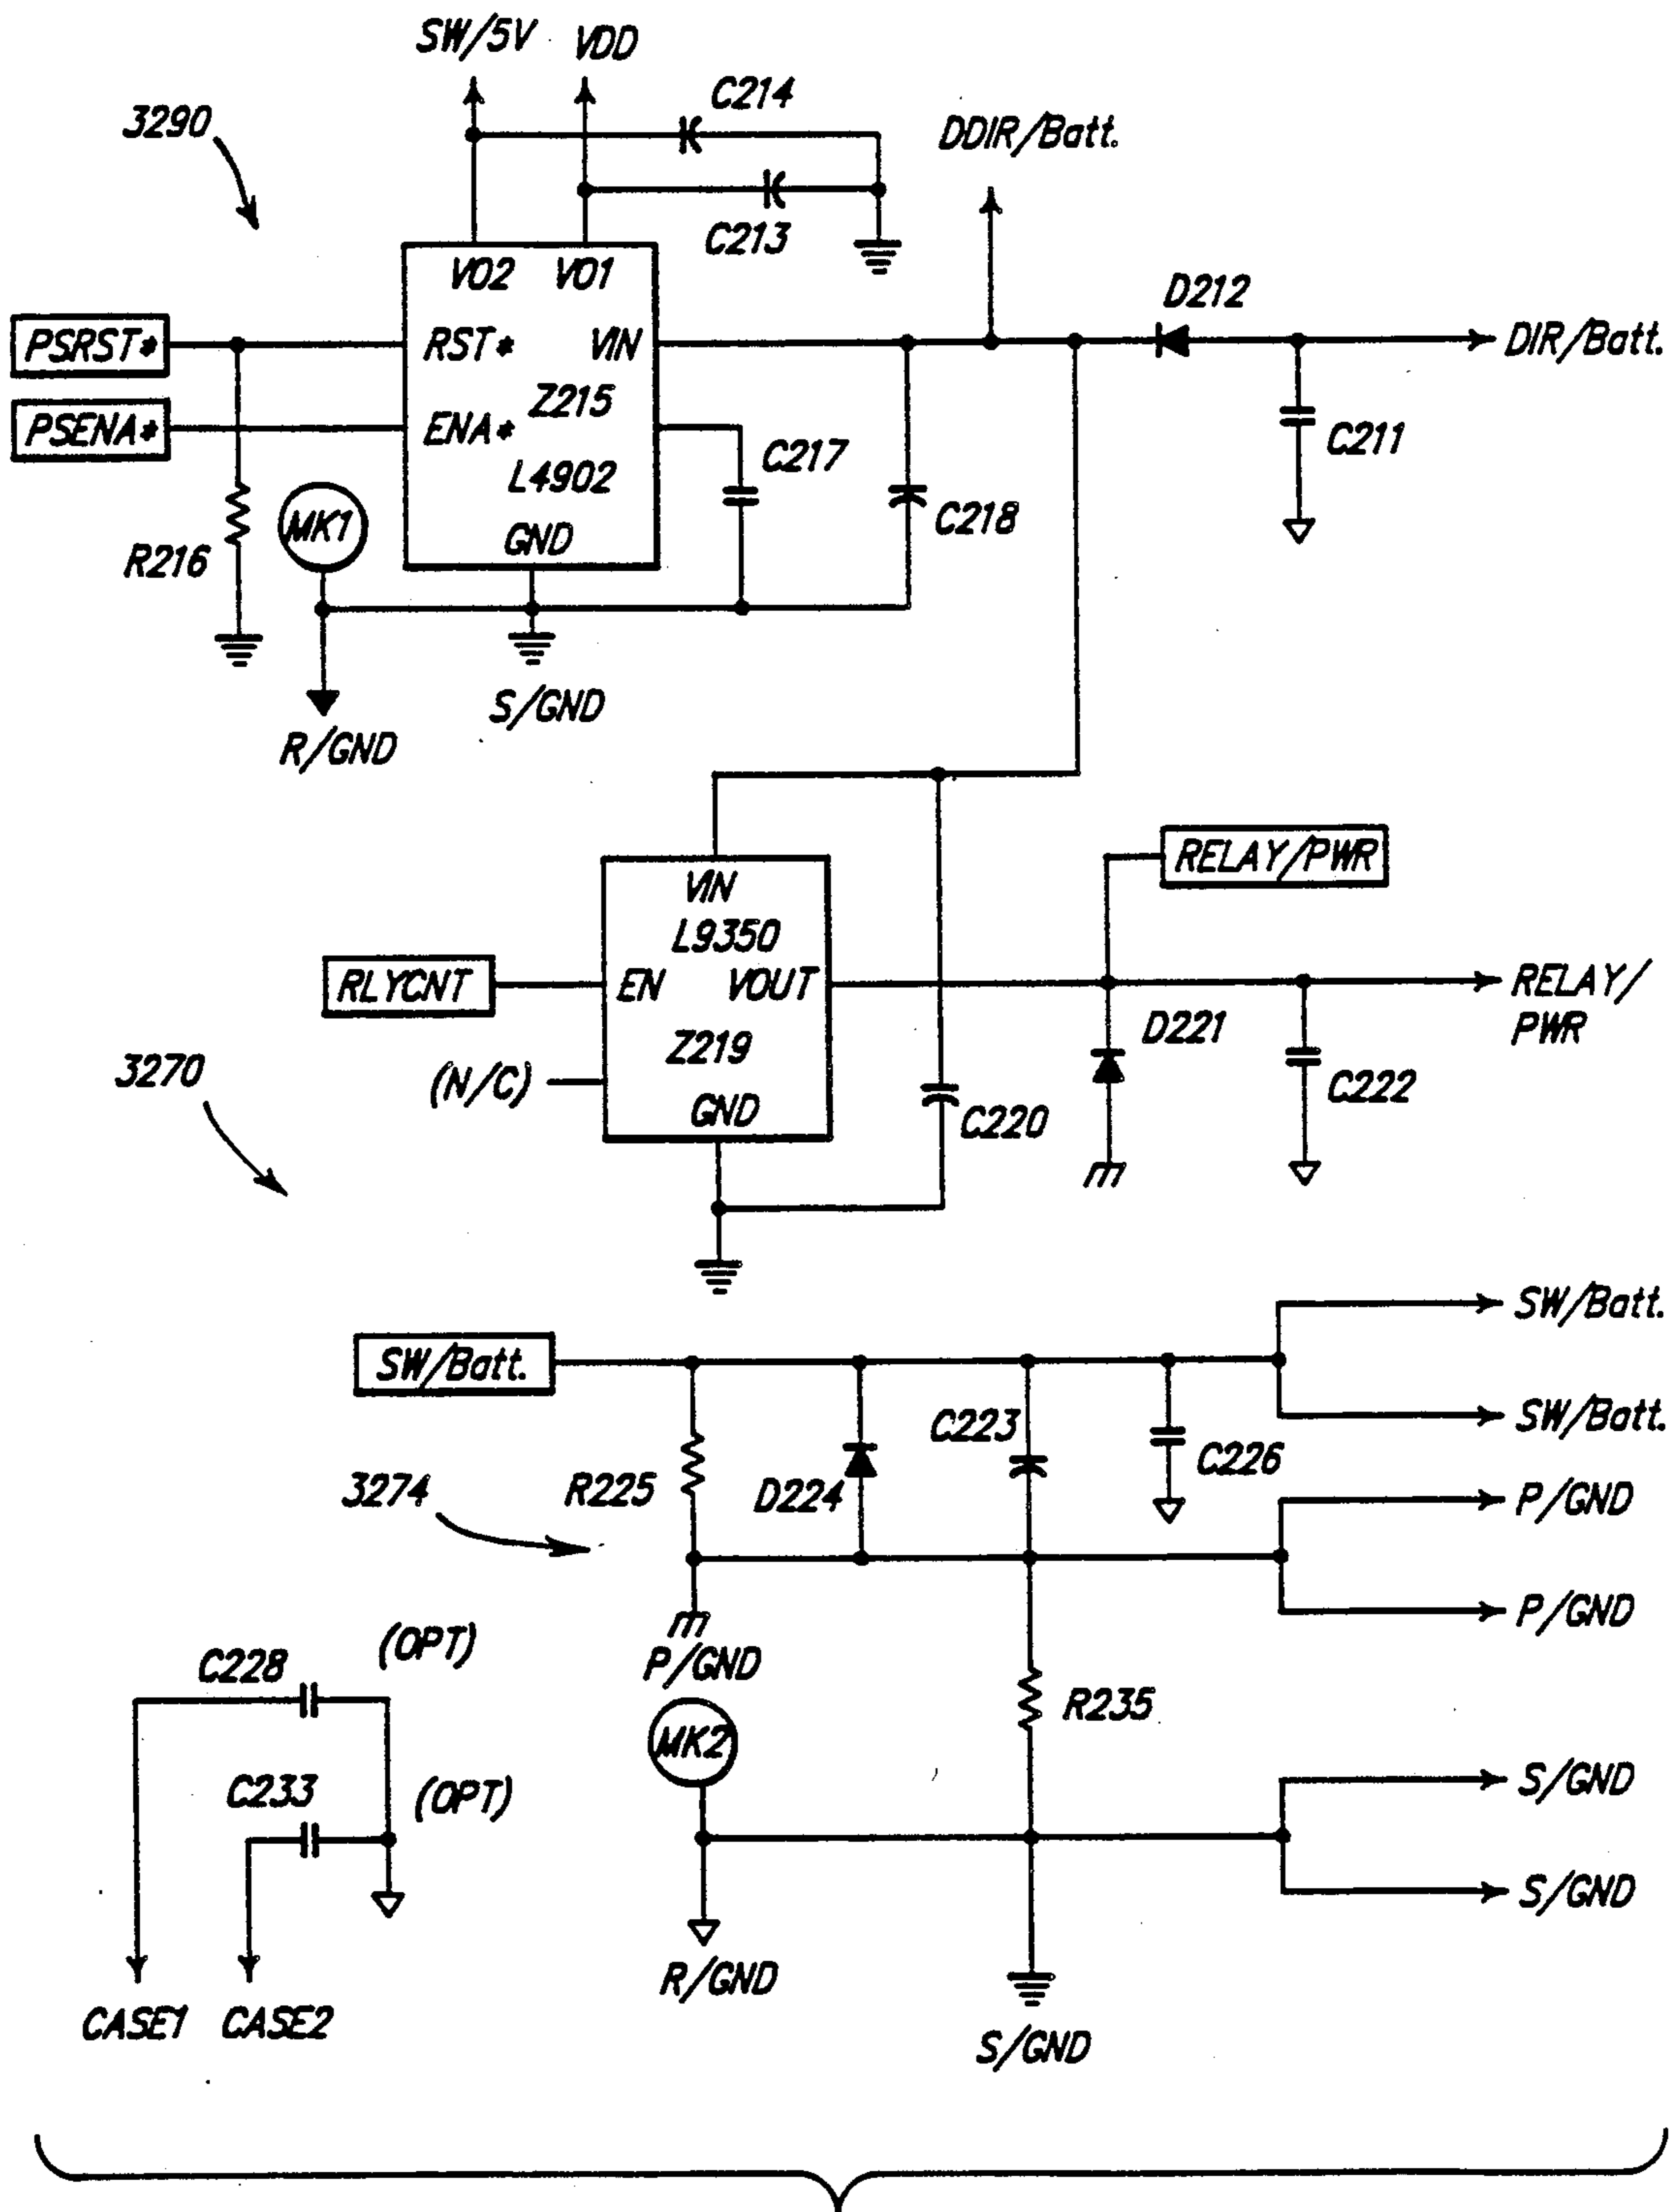 SW/5V VDD
C214
3290
DDIR/Batt.
C213
VO2 VO1
D212
PSRST*
RST* VIN
DIR/Batt.
Z215
PSENA*
ENA*
C217
C211
L4902
MK1
C218
GND
R216
S/GND
R/GND
RELAY/PWR
VIN
L9350
RLYCNT
EN VOUT
RELAY/
PWR
D221
Z219
3270
(N/C)
C222
GND
C220
SW/Batt.
SW/Batt.
SW/Batt.
C223
C226
3274
R225
D224
P/GND
P/GND
(OPT)
C228
P/GND
R235
MK2
C233
(OPT)
S/GND
S/GND
R/GND
CASE1 CASE2
S/GND